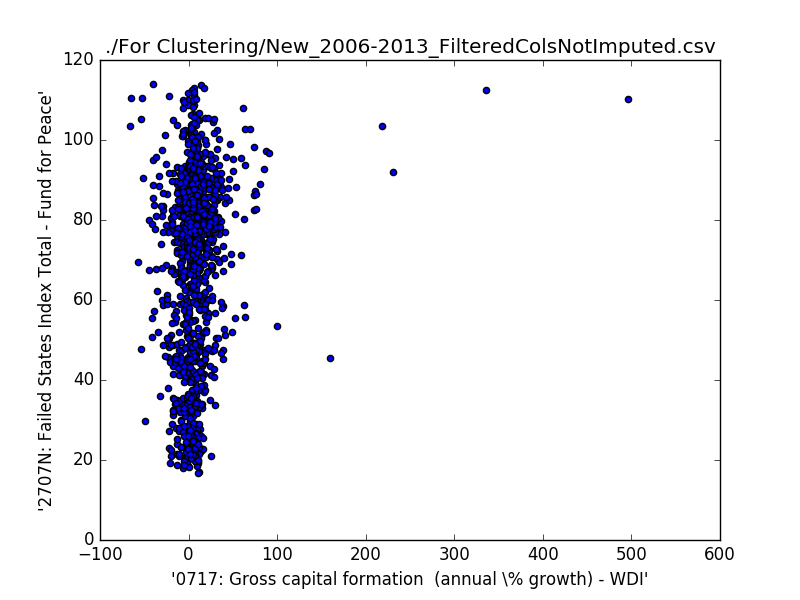 ./For Clustering/New_2006-2013_FilteredColsNotImputed.csv
120
100
80
60
40
20
0
'2707N: Failed States Index Total - Fund for Peace'
−100 0 100 200 300 400 500 600
'0717: Gross capital formation  (annual \% growth) - WDI'